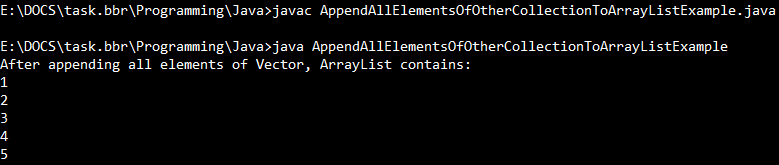 E:\DOCS\task.bbr\Programming\Java>javac AppendAllElementsOfOtherCollectionToArrayListExample.java
E:\DOCS\task.bbr\Programming\Java>java AppendAllElementsOfOtherCollectionToArrayListExample
After appending all elements of Vector, ArrayList contains:
1
2
3
4
5